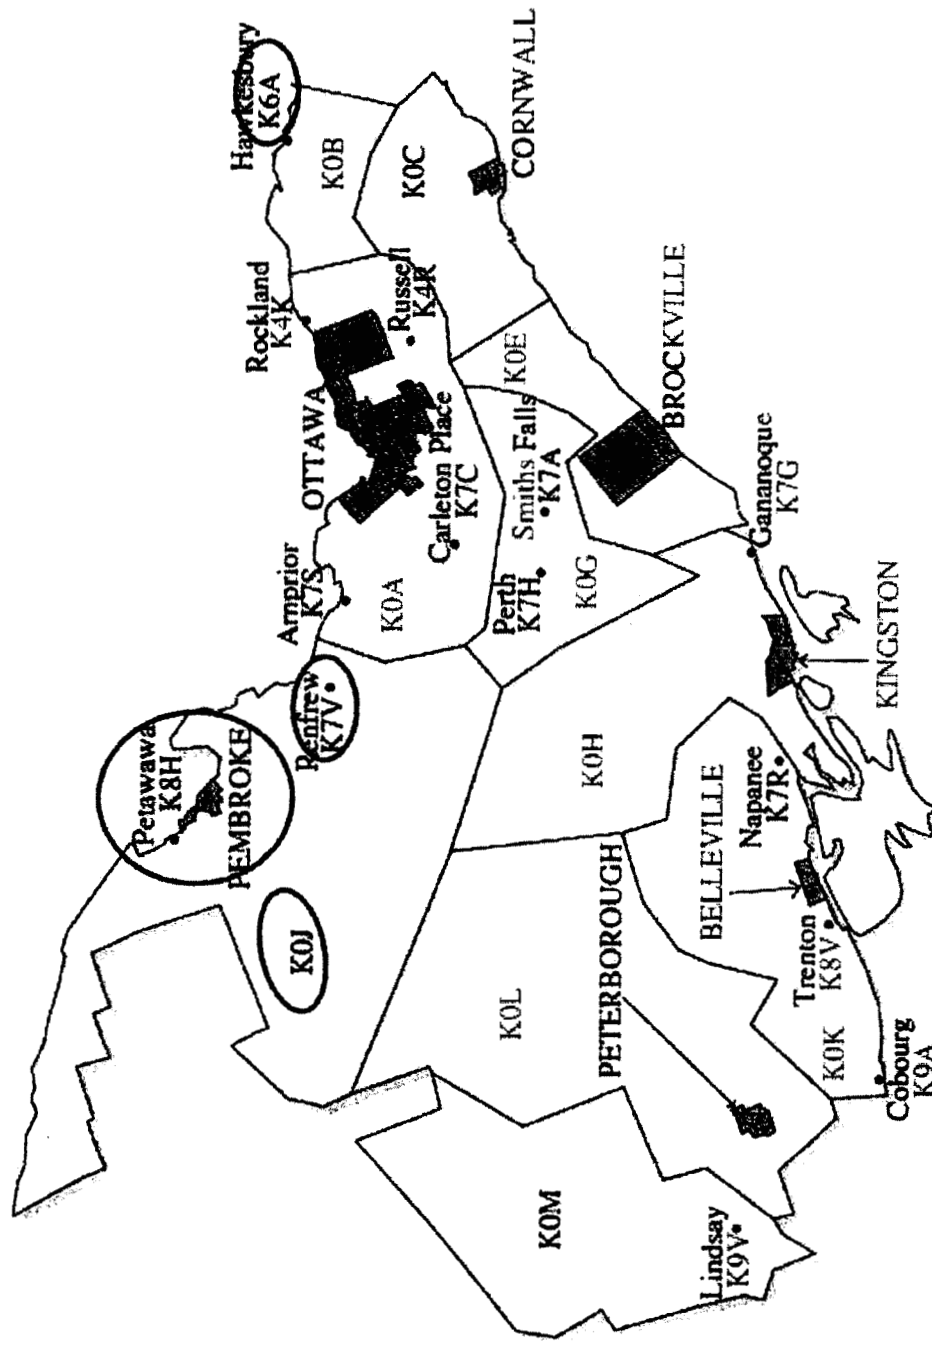 Hawkesbury
K6A
K0B
K0C
CORNWALL
Rockland
K4K
Russell
K4R
OTTAWA
K0E
BROCKVILLE
Carleton Place
K7C
Smiths Falls
K7A
Gananoque
K7G
Arnprior
K7S
K0A
Perth
K7H
K0G
KINGSTON
Renfrew
K7V
Petawawa
K8H
PEMBROKE
K0H
Napanee
K7R
BELLEVILLE
K0J
PETERBOROUGH
Trenton
K8V
K0L
K0K
Cobourg
K9A
K0M
Lindsay
K9V